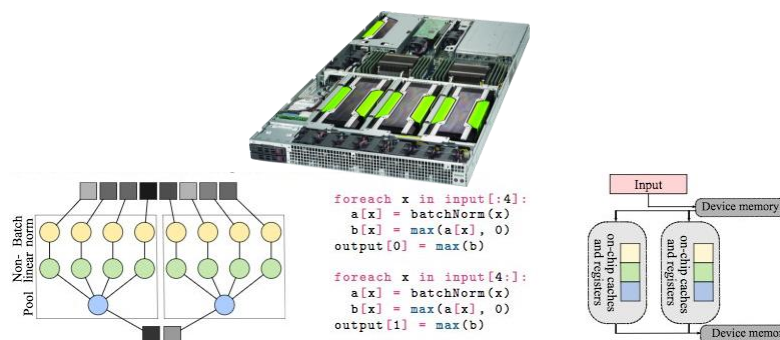 Batch
norm
Non-
linear
Pool
foreach x in input[:4]:
a[x] = batchNorm(x)
b[x] = max(a[x], 0)
output[0] = max(b)
foreach x in input[4:]:
a[x] = batchNorm(x)
b[x] = max(a[x], 0)
output[1] = max(b)
Input
Device memory
on-chip caches
and registers
on-chip caches
and registers
Device memo